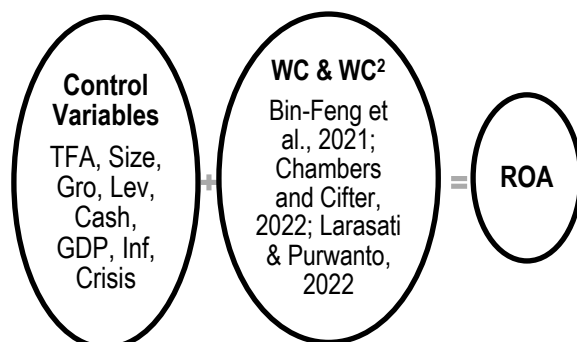 Control
Variables
TFA, Size,
Gro, Lev,
Cash,
GDP, Inf,
Crisis
+
WC & WC²
Bin-Feng et
al., 2021;
Chambers
and Cifter,
2022; Larasati
& Purwanto,
2022
=
ROA